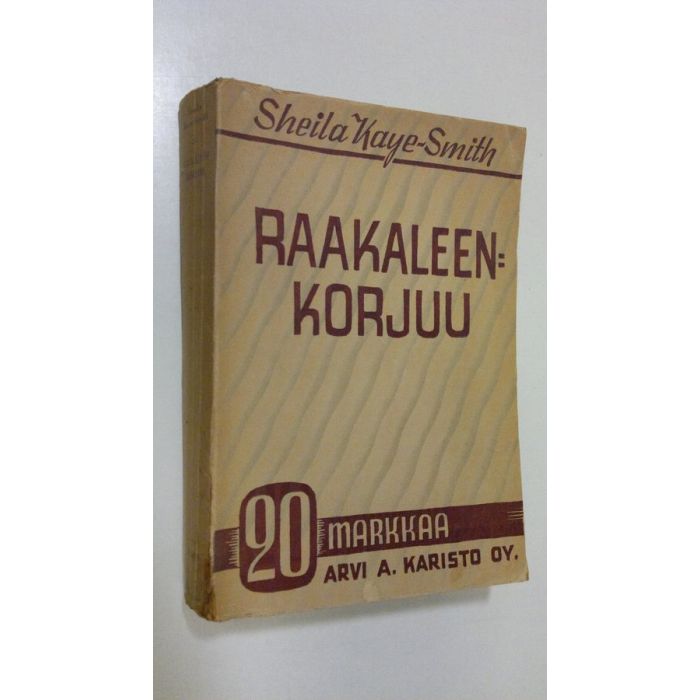 Sheila Kaye-Smith
RAAKALEEN=
KORJUU
20 MARKKAA
ARVI A. KARISTO OY.